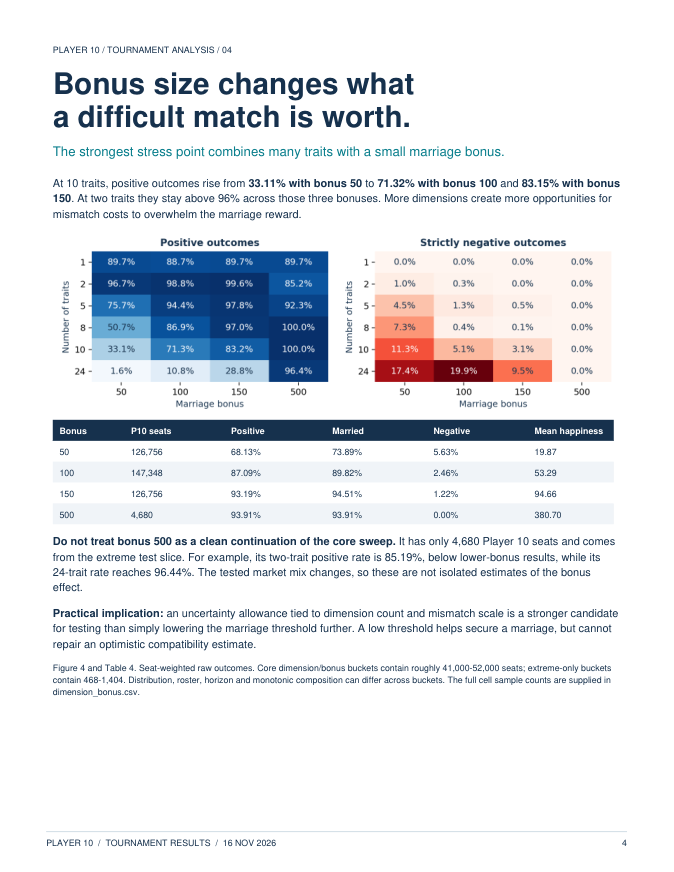 PLAYER 10 / TOURNAMENT ANALYSIS / 04
Bonus size changes what
a difficult match is worth.
The strongest stress point combines many traits with a small marriage bonus.
At 10 traits, positive outcomes rise from 33.11% with bonus 50 to 71.32% with bonus 100 and 83.15% with bonus
150. At two traits they stay above 96% across those three bonuses. More dimensions create more opportunities for
mismatch costs to overwhelm the marriage reward.
Positive outcomes
Number of traits
1 89.7% 88.7% 89.7% 89.7%
2 96.7% 98.8% 99.6% 85.2%
5 75.7% 94.4% 97.8% 92.3%
8 50.7% 86.9% 97.0% 100.0%
10 33.1% 71.3% 83.2% 100.0%
24 1.6% 10.8% 28.8% 96.4%
50 100 150 500
Marriage bonus
Strictly negative outcomes
Number of traits
1 0.0% 0.0% 0.0% 0.0%
2 1.0% 0.3% 0.0% 0.0%
5 4.5% 1.3% 0.5% 0.0%
8 7.3% 0.4% 0.1% 0.0%
10 11.3% 5.1% 3.1% 0.0%
24 17.4% 19.9% 9.5% 0.0%
50 100 150 500
Marriage bonus
Bonus P10 seats Positive Married Negative Mean happiness
50 126,756 68.13% 73.89% 5.63% 19.87
100 147,348 87.09% 89.82% 2.46% 53.29
150 126,756 93.19% 94.51% 1.22% 94.66
500 4,680 93.91% 93.91% 0.00% 380.70
Do not treat bonus 500 as a clean continuation of the core sweep. It has only 4,680 Player 10 seats and comes
from the extreme test slice. For example, its two-trait positive rate is 85.19%, below lower-bonus results, while its
24-trait rate reaches 96.44%. The tested market mix changes, so these are not isolated estimates of the bonus
effect.
Practical implication: an uncertainty allowance tied to dimension count and mismatch scale is a stronger candidate
for testing than simply lowering the marriage threshold further. A low threshold helps secure a marriage, but cannot
repair an optimistic compatibility estimate.
Figure 4 and Table 4. Seat-weighted raw outcomes. Core dimension/bonus buckets contain roughly 41,000-52,000 seats; extreme-only buckets
contain 468-1,404. Distribution, roster, horizon and monotonic composition can differ across buckets. The full cell sample counts are supplied in
dimension_bonus.csv.
PLAYER 10 / TOURNAMENT RESULTS / 16 NOV 2026 4